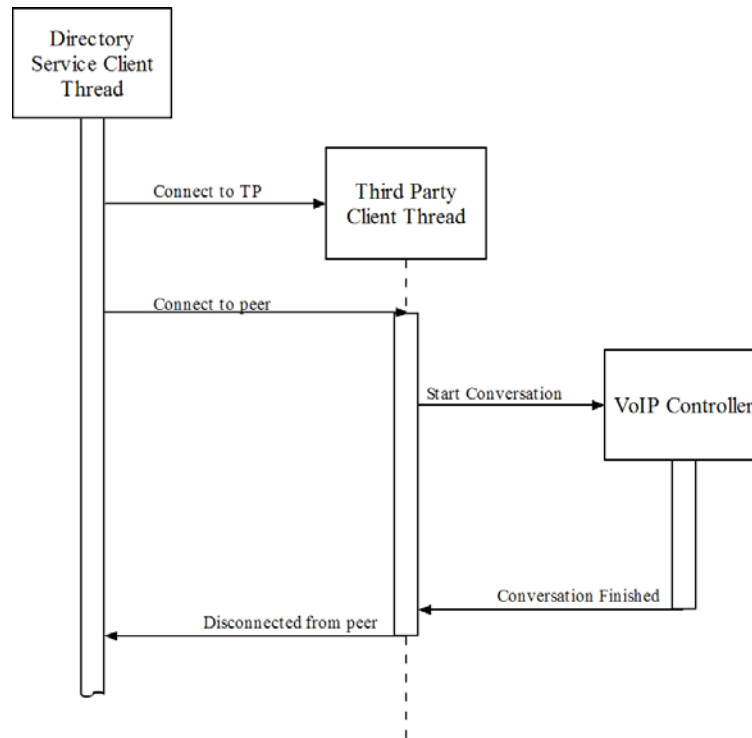 Directory
Service Client
Thread
Connect to TP
Third Party
Client Thread
Connect to peer
Start Conversation
VoIP Controller
Conversation Finished
Disconnected from peer